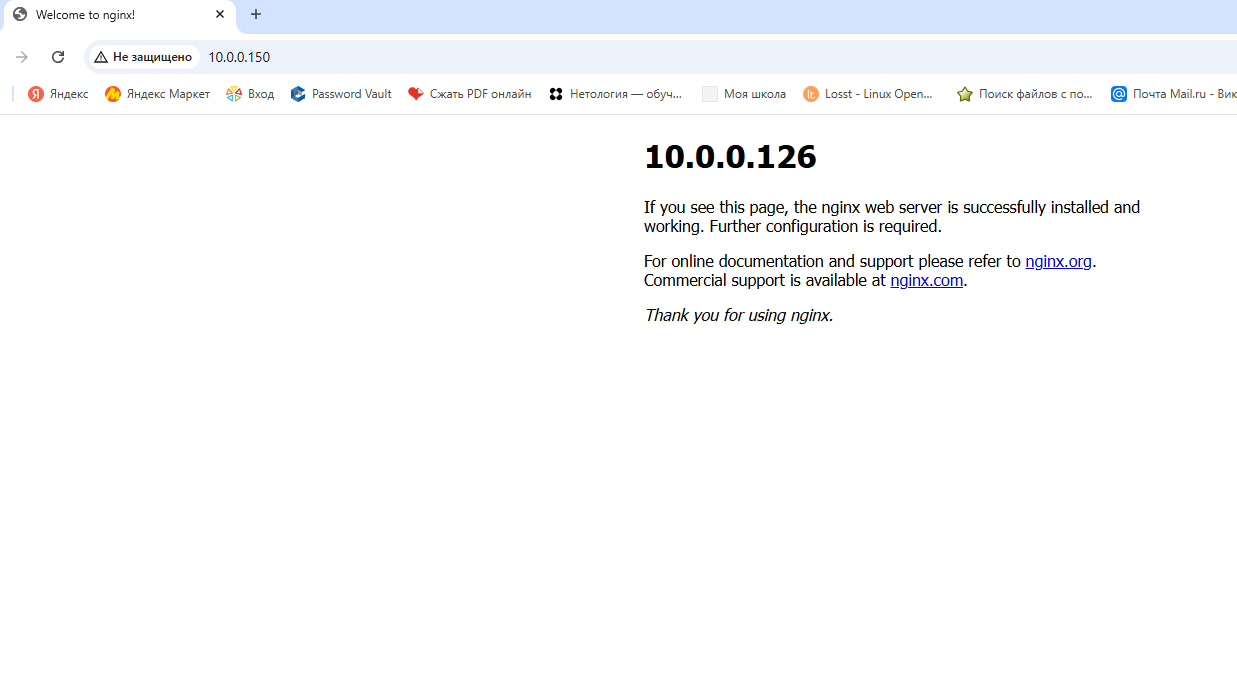 Welcome to nginx!
Не защищено 10.0.0.150
Яндекс Яндекс Маркет Вход Password Vault Сжать PDF онлайн Нетология — обуч... Моя школа lt Losst - Linux Open... Поиск файлов с по... @ Почта Mail.ru - Вик
10.0.0.126
If you see this page, the nginx web server is successfully installed and
working. Further configuration is required.
For online documentation and support please refer to nginx.org.
Commercial support is available at nginx.com.
Thank you for using nginx.